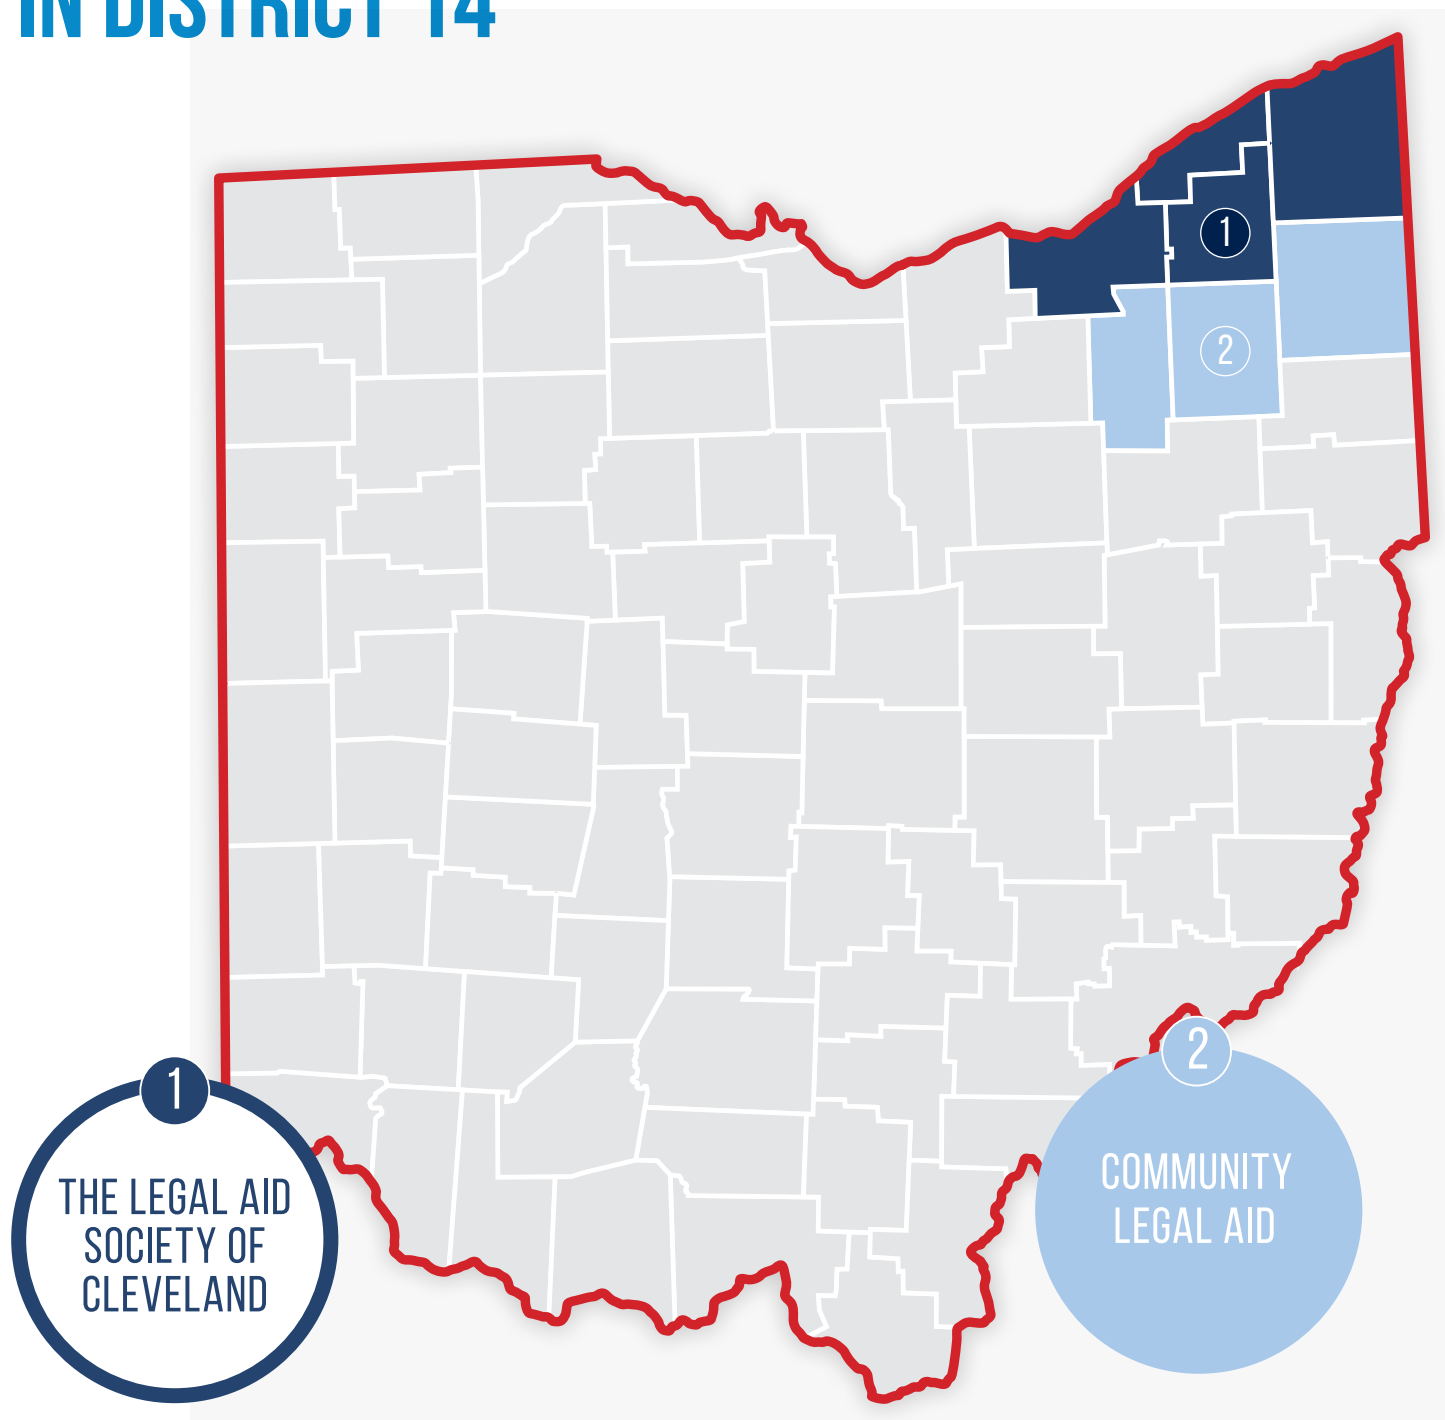 IN DISTRICT 14
1
2
1
THE LEGAL AID
SOCIETY OF
CLEVELAND
2
COMMUNITY
LEGAL AID